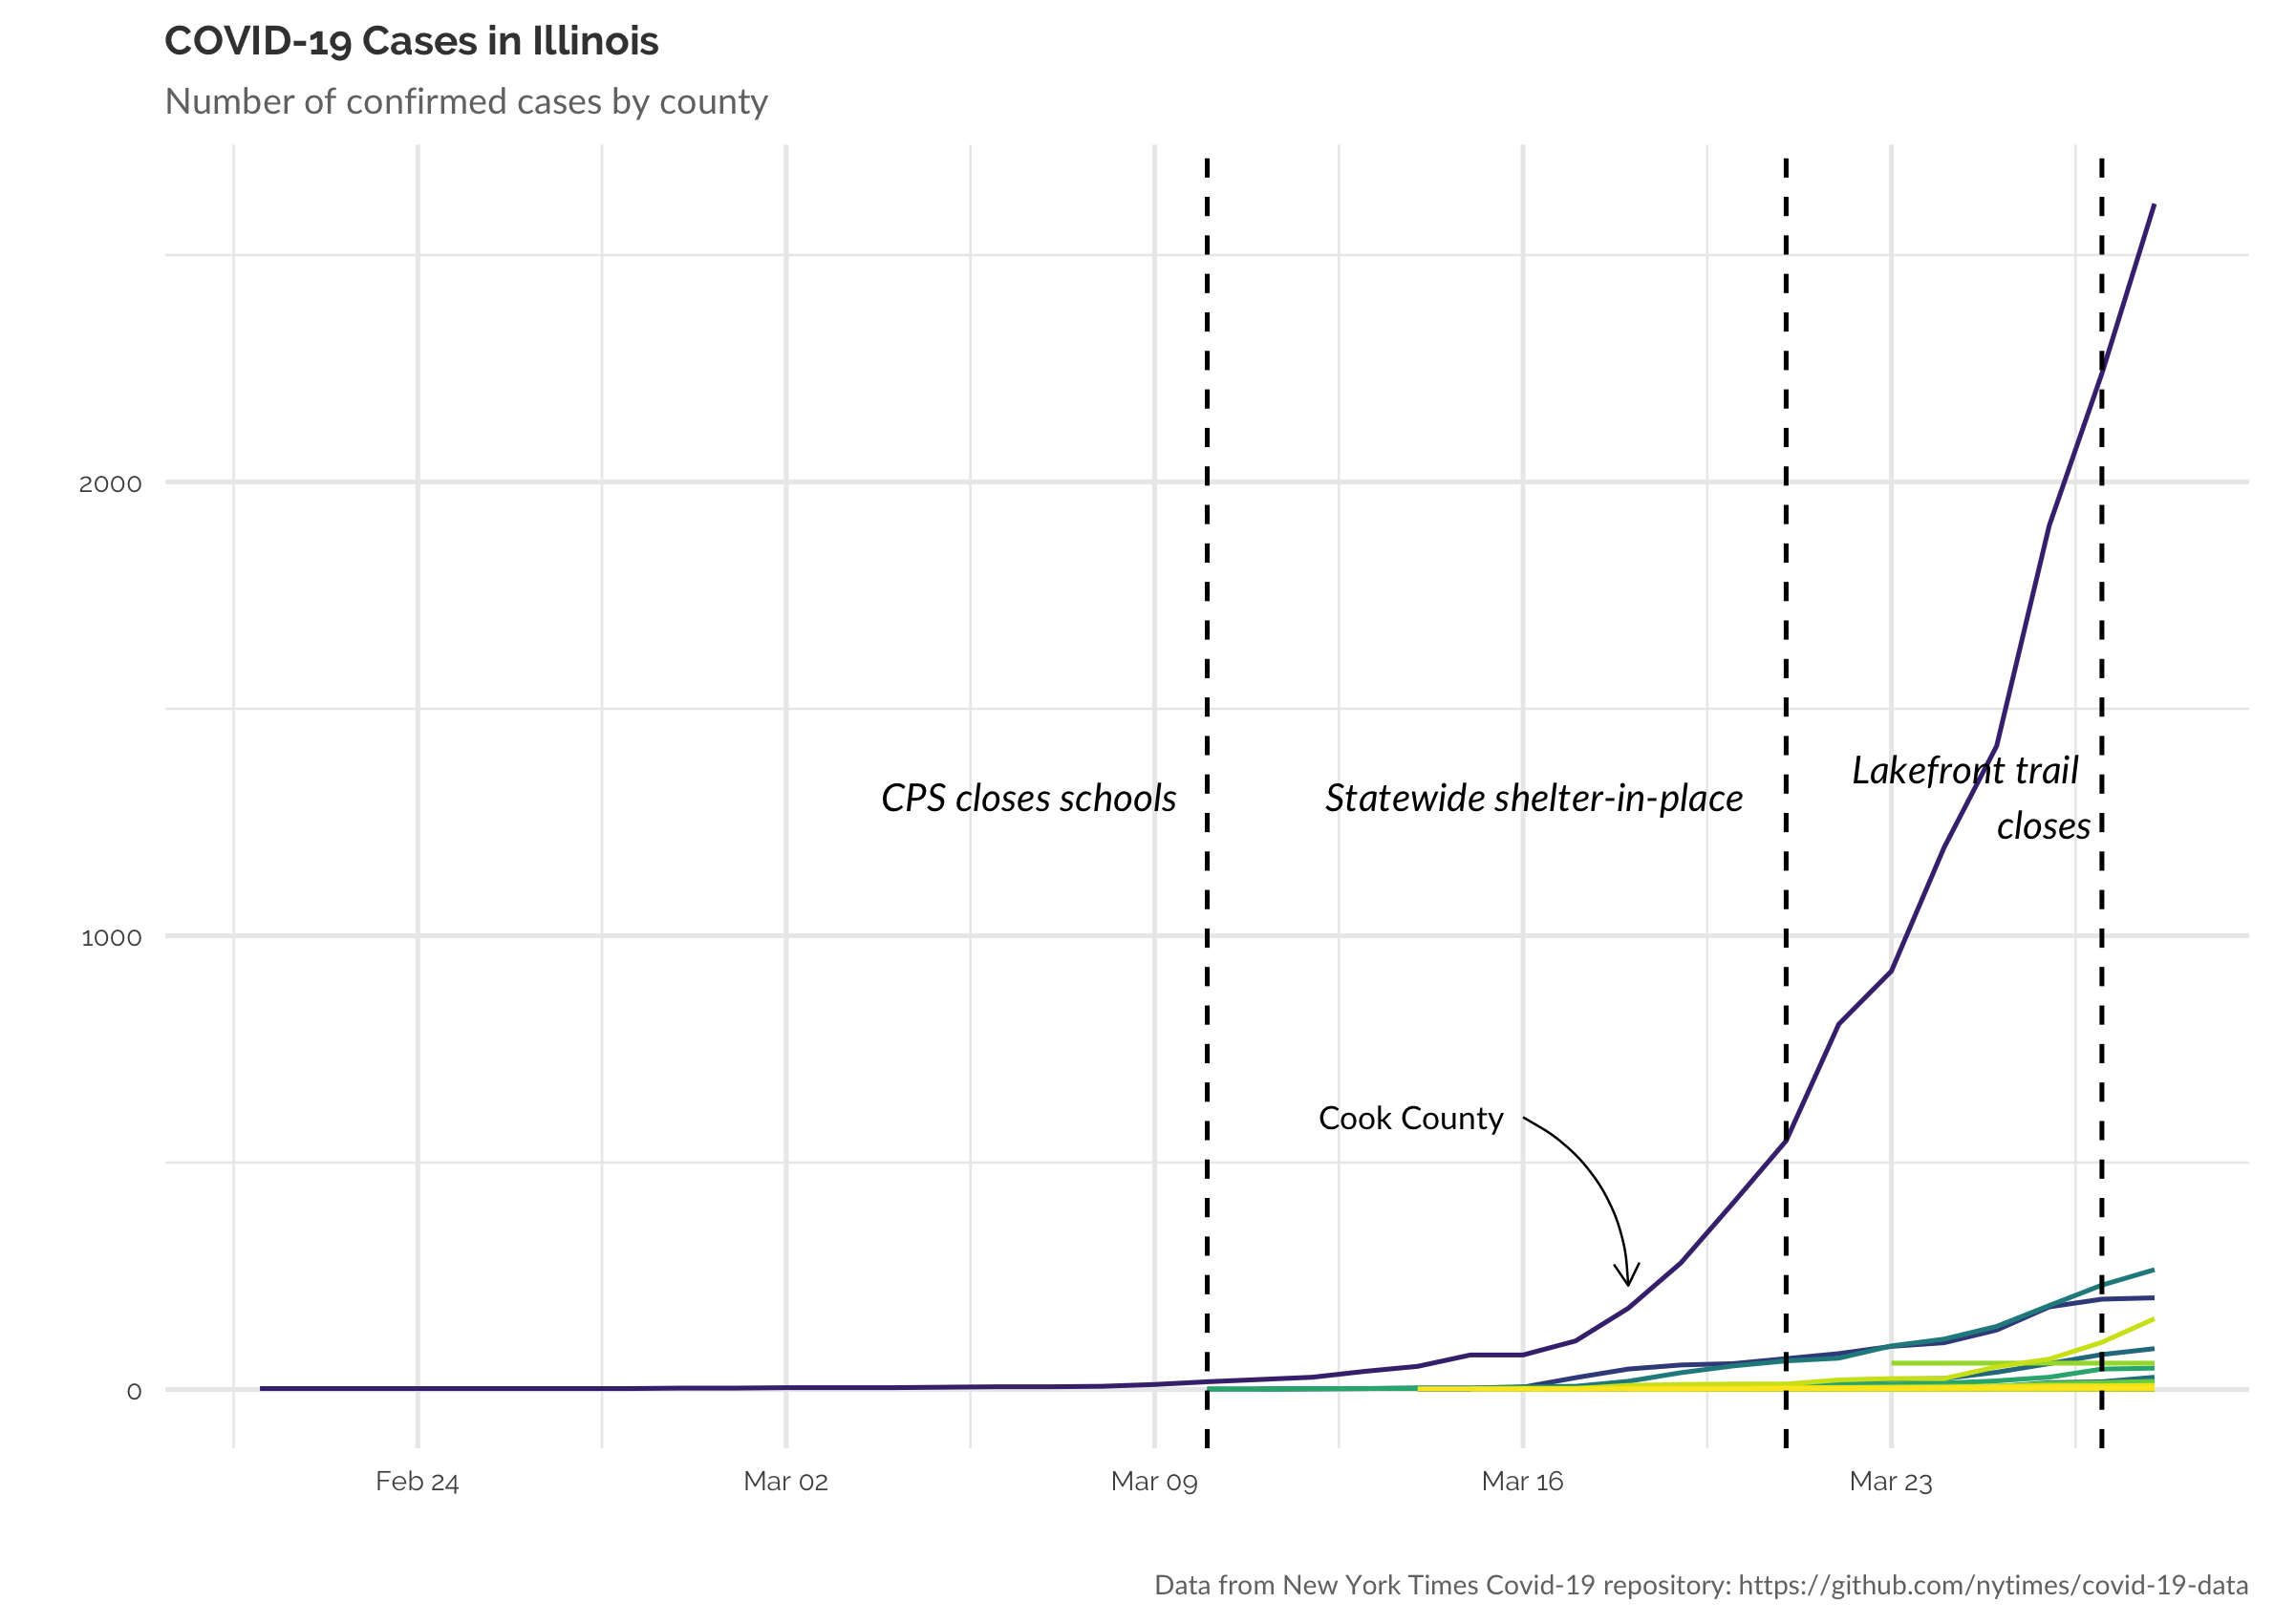 COVID-19 Cases in Illinois
Number of confirmed cases by county
2000
1000
0
CPS closes schools
Statewide shelter-in-place
Lakefront trail
closes
Cook County
Feb 24
Mar 02
Mar 09
Mar 16
Mar 23
Data from New York Times Covid-19 repository: https://github.com/nytimes/covid-19-data